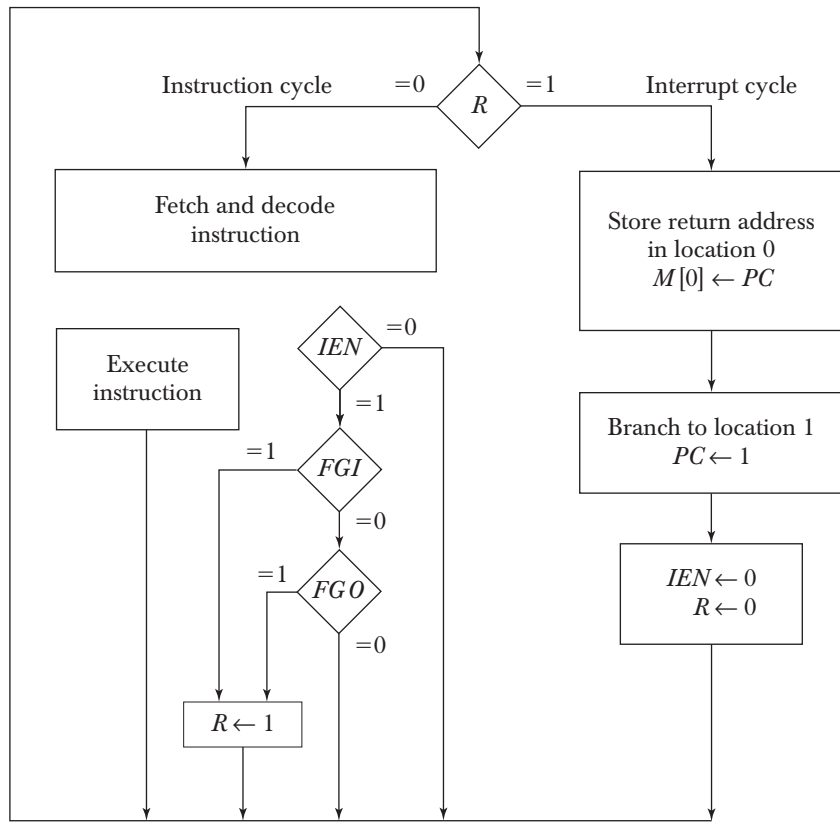 Instruction cycle
=0
R
=1
Interrupt cycle
Fetch and decode
instruction
Store return address
in location 0
M[0] ← PC
Execute
instruction
IEN
=0
=1
Branch to location 1
PC ← 1
=1
FGI
=0
=1
FGO
=0
IEN ← 0
R ← 0
R ← 1